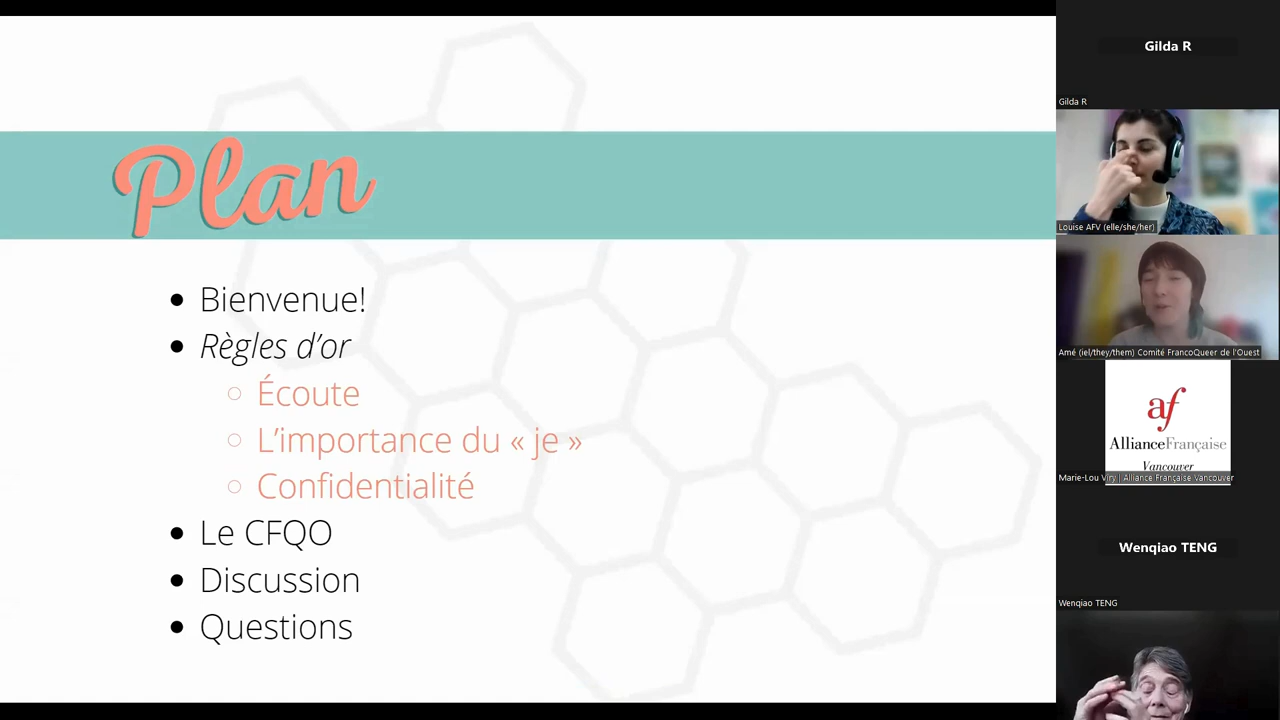 Plan
Bienvenue!
Règles d'or
Écoute
L'importance du « je »
Confidentialité
Le CFQO
Discussion
Questions
Gilda R
Gilda R
Louise AFV (elle/she/her)
Amé (iel/they/them) Comité FrancoQueer de l'Ouest
af
AllianceFrançaise
Vancouver
Marie-Lou Viry | Alliance Française Vancouver
Wenqiao TENG
Wenqiao TENG